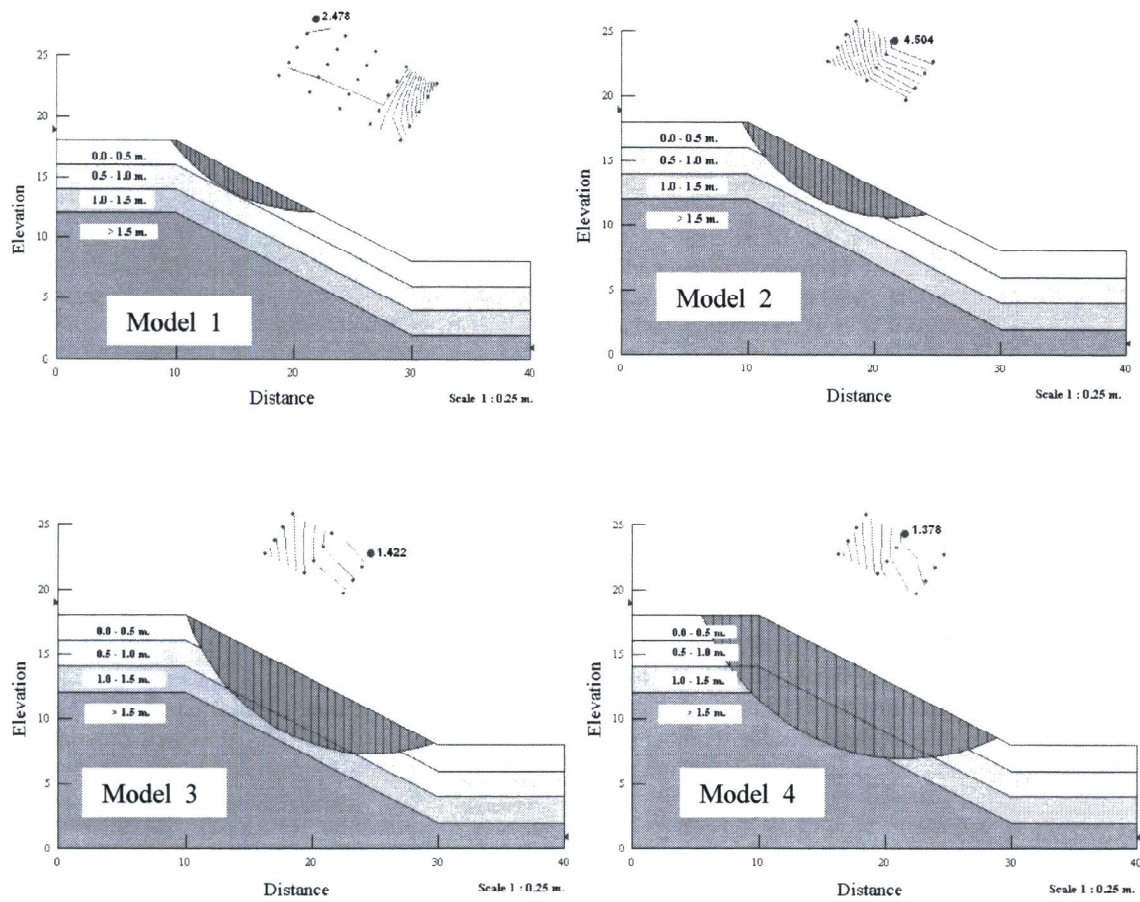 2.478
25
20
15
10
5
0
Elevation
0.0 - 0.5 m.
0.5 - 1.0 m.
1.0 - 1.5 m.
> 1.5 m.
Model 1
0 10 20 30 40
Distance
Scale 1 : 0.25 m.
4.504
25
20
15
10
5
0
Elevation
0.0 - 0.5 m.
0.5 - 1.0 m.
1.0 - 1.5 m.
> 1.5 m.
Model 2
0 10 20 30 40
Distance
Scale 1 : 0.25 m.
1.422
25
20
15
10
5
0
Elevation
0.0 - 0.5 m.
0.5 - 1.0 m.
1.0 - 1.5 m.
> 1.5 m.
Model 3
0 10 20 30 40
Distance
Scale 1 : 0.25 m.
1.378
25
20
15
10
5
0
Elevation
0.0 - 0.5 m.
0.5 - 1.0 m.
1.0 - 1.5 m.
> 1.5 m.
Model 4
0 10 20 30 40
Distance
Scale 1 : 0.25 m.